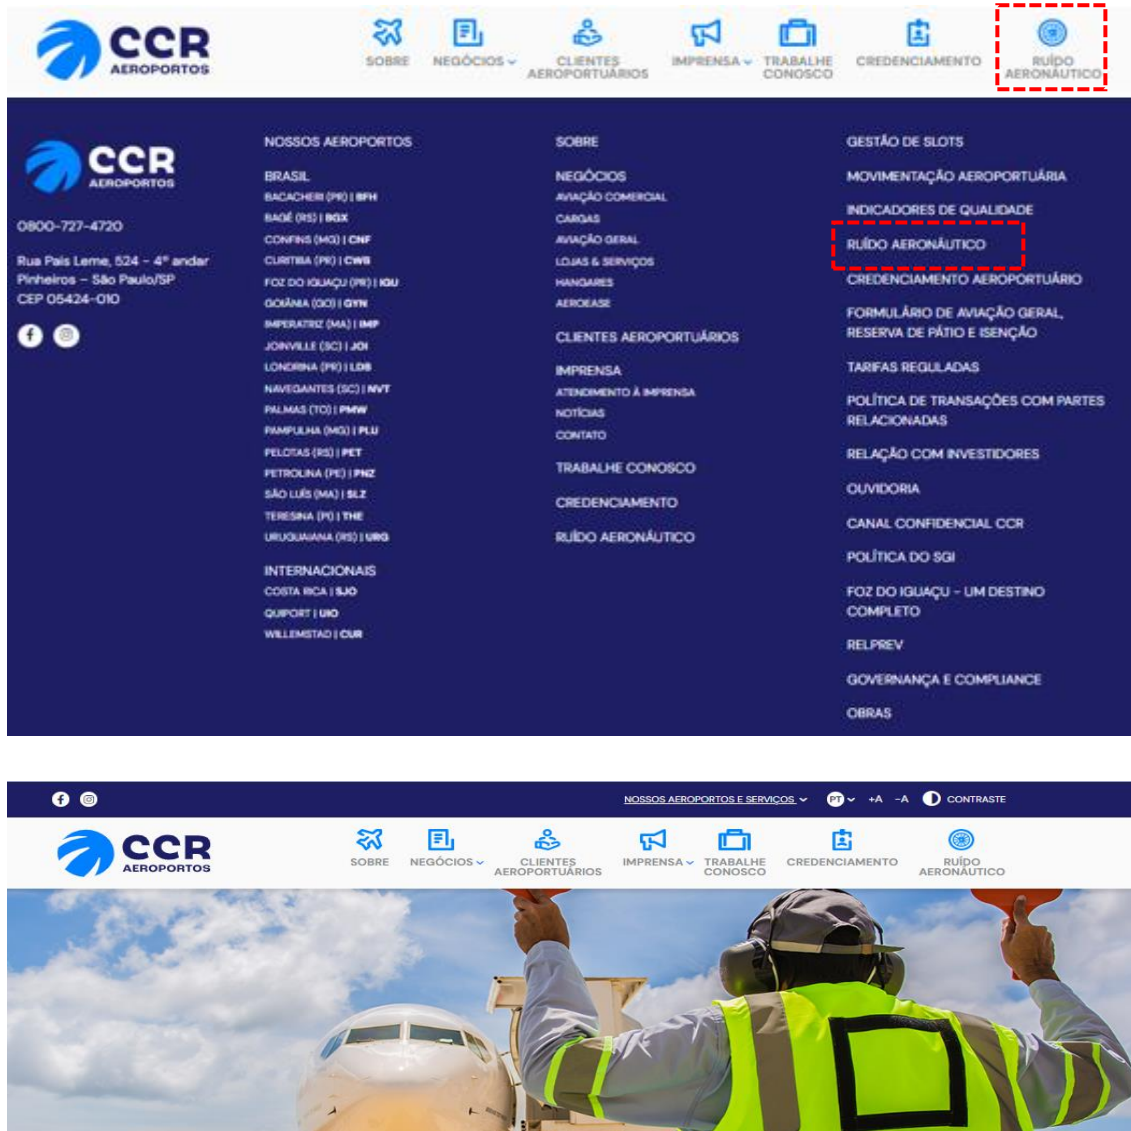 CCR
AEROPORTOS
SOBRE
NEGÓCIOS
CLIENTES
AEROPORTUÁRIOS
IMPRENSA
TRABALHE
CONOSCO
CREDENCIAMENTO
RUÍDO
AERONÁUTICO
CCR
AEROPORTOS
0800-727-4720
Rua Pais Leme, 524 - 4° andar
Pinheiros – São Paulo/SP
CEP 05424-010
NOSSOS AEROPORTOS
BRASIL
BACACHERI (PR) | BFH
BAGÉ (RS) | BGX
CONFINS (MG) | CNF
CURITIBA (PR) | CWB
FOZ DO IGUAÇU (PR) | IGU
GOIÂNIA (GO) | GYN
IMPERATRIZ (MA) | IMP
JOINVILLE (SC) | JOI
LONDRINA (PR) | LDB
NAVEGANTES (SC) | NVT
PALMAS (TO) | PMW
PAMPULHA (MG) | PLU
PELOTAS (RS) | PET
PETROLINA (PE) | PNZ
SÃO LUÍS (MA) | SLZ
TERESINA (PI) | THE
URUGUAIANA (RS) | URG
INTERNACIONAIS
COSTA RICA | SJO
QUIPORT | UIO
WILLEMSTAD | CUR
SOBRE
NEGÓCIOS
AVIAÇÃO COMERCIAL
CARGAS
AVIAÇÃO GERAL
LOJAS & SERVIÇOS
HANGARES
AEROEASE
CLIENTES AEROPORTUÁRIOS
IMPRENSA
ATENDIMENTO À IMPRENSA
NOTÍCIAS
CONTATO
TRABALHE CONOSCO
CREDENCIAMENTO
RUÍDO AERONÁUTICO
GESTÃO DE SLOTS
MOVIMENTAÇÃO AEROPORTUÁRIA
INDICADORES DE QUALIDADE
RUÍDO AERONÁUTICO
CREDENCIAMENTO AEROPORTUÁRIO
FORMULÁRIO DE AVIAÇÃO GERAL,
RESERVA DE PÁTIO E ISENÇÃO
TARIFAS REGULADAS
POLÍTICA DE TRANSAÇÕES COM PARTES
RELACIONADAS
RELAÇÃO COM INVESTIDORES
OUVIDORIA
CANAL CONFIDENCIAL CCR
POLÍTICA DO SGI
FOZ DO IGUAÇU - UM DESTINO
COMPLETO
RELPREV
GOVERNANÇA E COMPLIANCE
OBRAS
NOSSOS AEROPORTOS E SERVIÇOS
PT
+A -A
CONTRASTE
CCR
AEROPORTOS
SOBRE
NEGÓCIOS
CLIENTES
AEROPORTUÁRIOS
IMPRENSA
TRABALHE
CONOSCO
CREDENCIAMENTO
RUÍDO
AERONÁUTICO